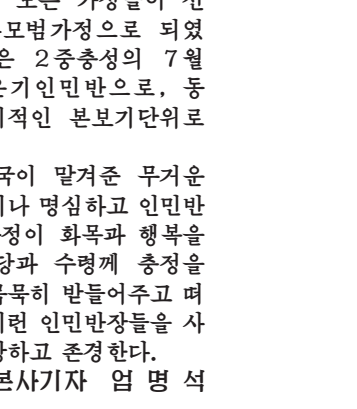 모든 가정들이
모범가정으로 되였
은 2중충성의 7월
기인민반으로, 동
적인 본보기단위로
국이 맡겨준 무거운
나 명심하고 인민반
정이 화목과 행복을
당과 수령께 충정을
묵히 받들어주고 떠
런 인민반장들을 사
하고 존경한다.
본사기자 엄명석